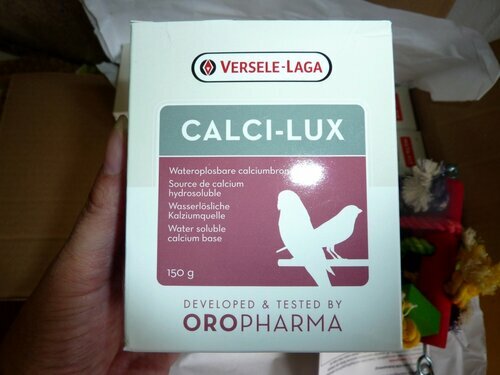 VERSELE-LAGA
CALCI-LUX
Wateroplosbare calciumbron
Source de calcium
hydrosoluble
Wasserlösliche
Kalziumquelle
Water soluble
calcium base
150 g
DEVELOPED & TESTED BY
OROPHARMA